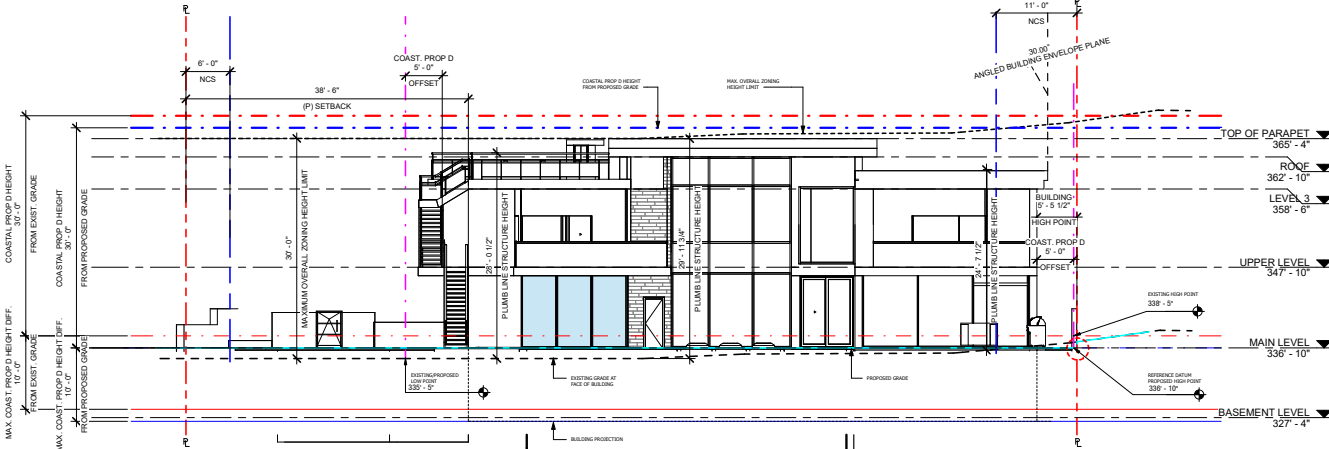 PL
PL
11' - 0"
NCS
6' - 0"
NCS
COAST. PROP D
5' - 0"
OFFSET
38' - 6"
(P) SETBACK
COASTAL PROP D HEIGHT
FROM PROPOSED GRADE
MAX. OVERALL ZONING
HEIGHT LIMIT
30.00°
ANGLED BUILDING ENVELOPE PLANE
TOP OF PARAPET
365' - 4"
ROOF
362' - 10"
LEVEL 3
358' - 6"
BUILDING
5' - 5 1/2"
HIGH POINT
COAST. PROP D
5' - 0"
OFFSET
UPPER LEVEL
347' - 10"
EXISTING HIGH POINT
338' - 5"
MAIN LEVEL
336' - 10"
REFERENCE DATUM
PROPOSED HIGH POINT
336' - 10"
BASEMENT LEVEL
327' - 4"
COASTAL PROP D HEIGHT
30' - 0"
FROM EXIST. GRADE
COASTAL PROP D HEIGHT
30' - 0"
FROM PROPOSED GRADE
MAX. COAST. PROP D HEIGHT DIFF.
10' - 0"
FROM EXIST. GRADE
MAX. COAST. PROP D HEIGHT DIFF.
10' - 0"
FROM PROPOSED GRADE
30' - 0"
MAXIMUM OVERALL ZONING HEIGHT LIMIT
28' - 0 1/2"
PLUMB LINE STRUCTURE HEIGHT
29' - 11 3/4"
PLUMB LINE STRUCTURE HEIGHT
24' - 7 1/2"
PLUMB LINE STRUCTURE HEIGHT
EXISTING/PROPOSED
LOW POINT
335' - 5"
EXISTING GRADE AT
FACE OF BUILDING
PROPOSED GRADE
BUILDING PROJECTION
PL
PL